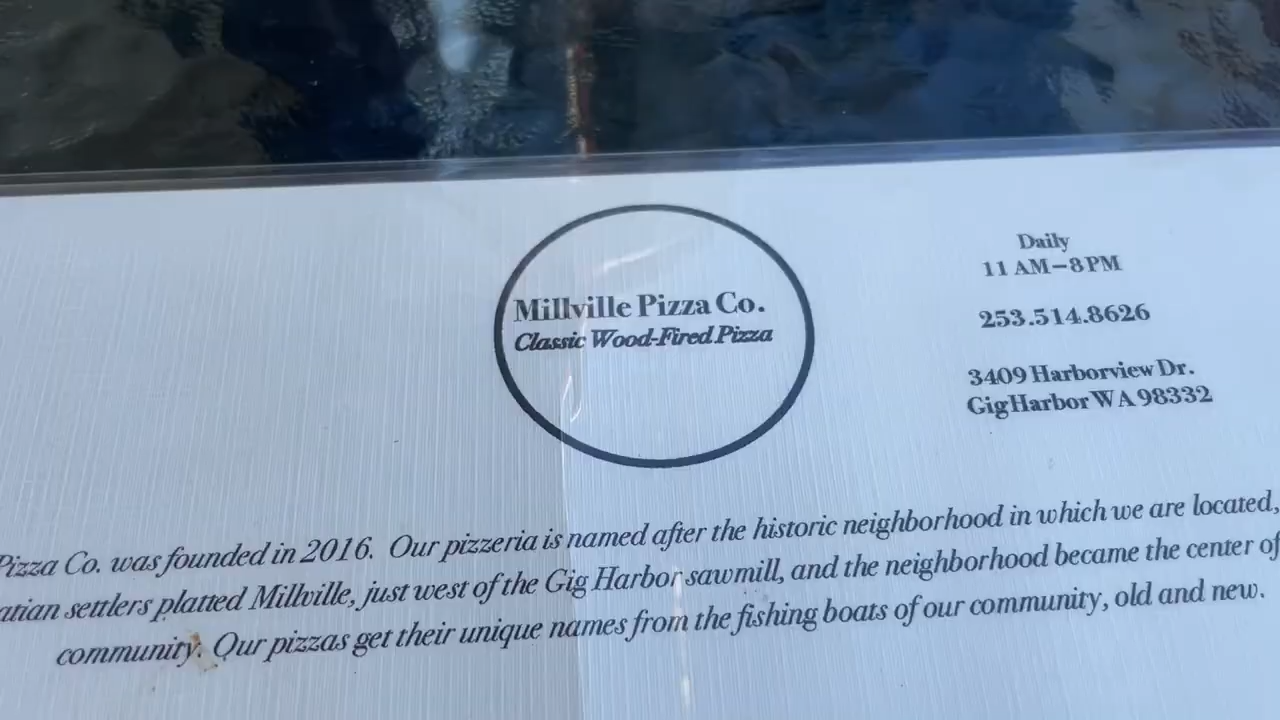 Millville Pizza Co.
Classic Wood-Fired Pizza
Daily
11 AM–8 PM
253.514.8626
3409 Harborview Dr.
Gig Harbor WA 98332
Pizza Co. was founded in 2016. Our pizzeria is named after the historic neighborhood in which we are located,
settlers platted Millville, just west of the Gig Harbor sawmill, and the neighborhood became the center of
community. Our pizzas get their unique names from the fishing boats of our community, old and new.